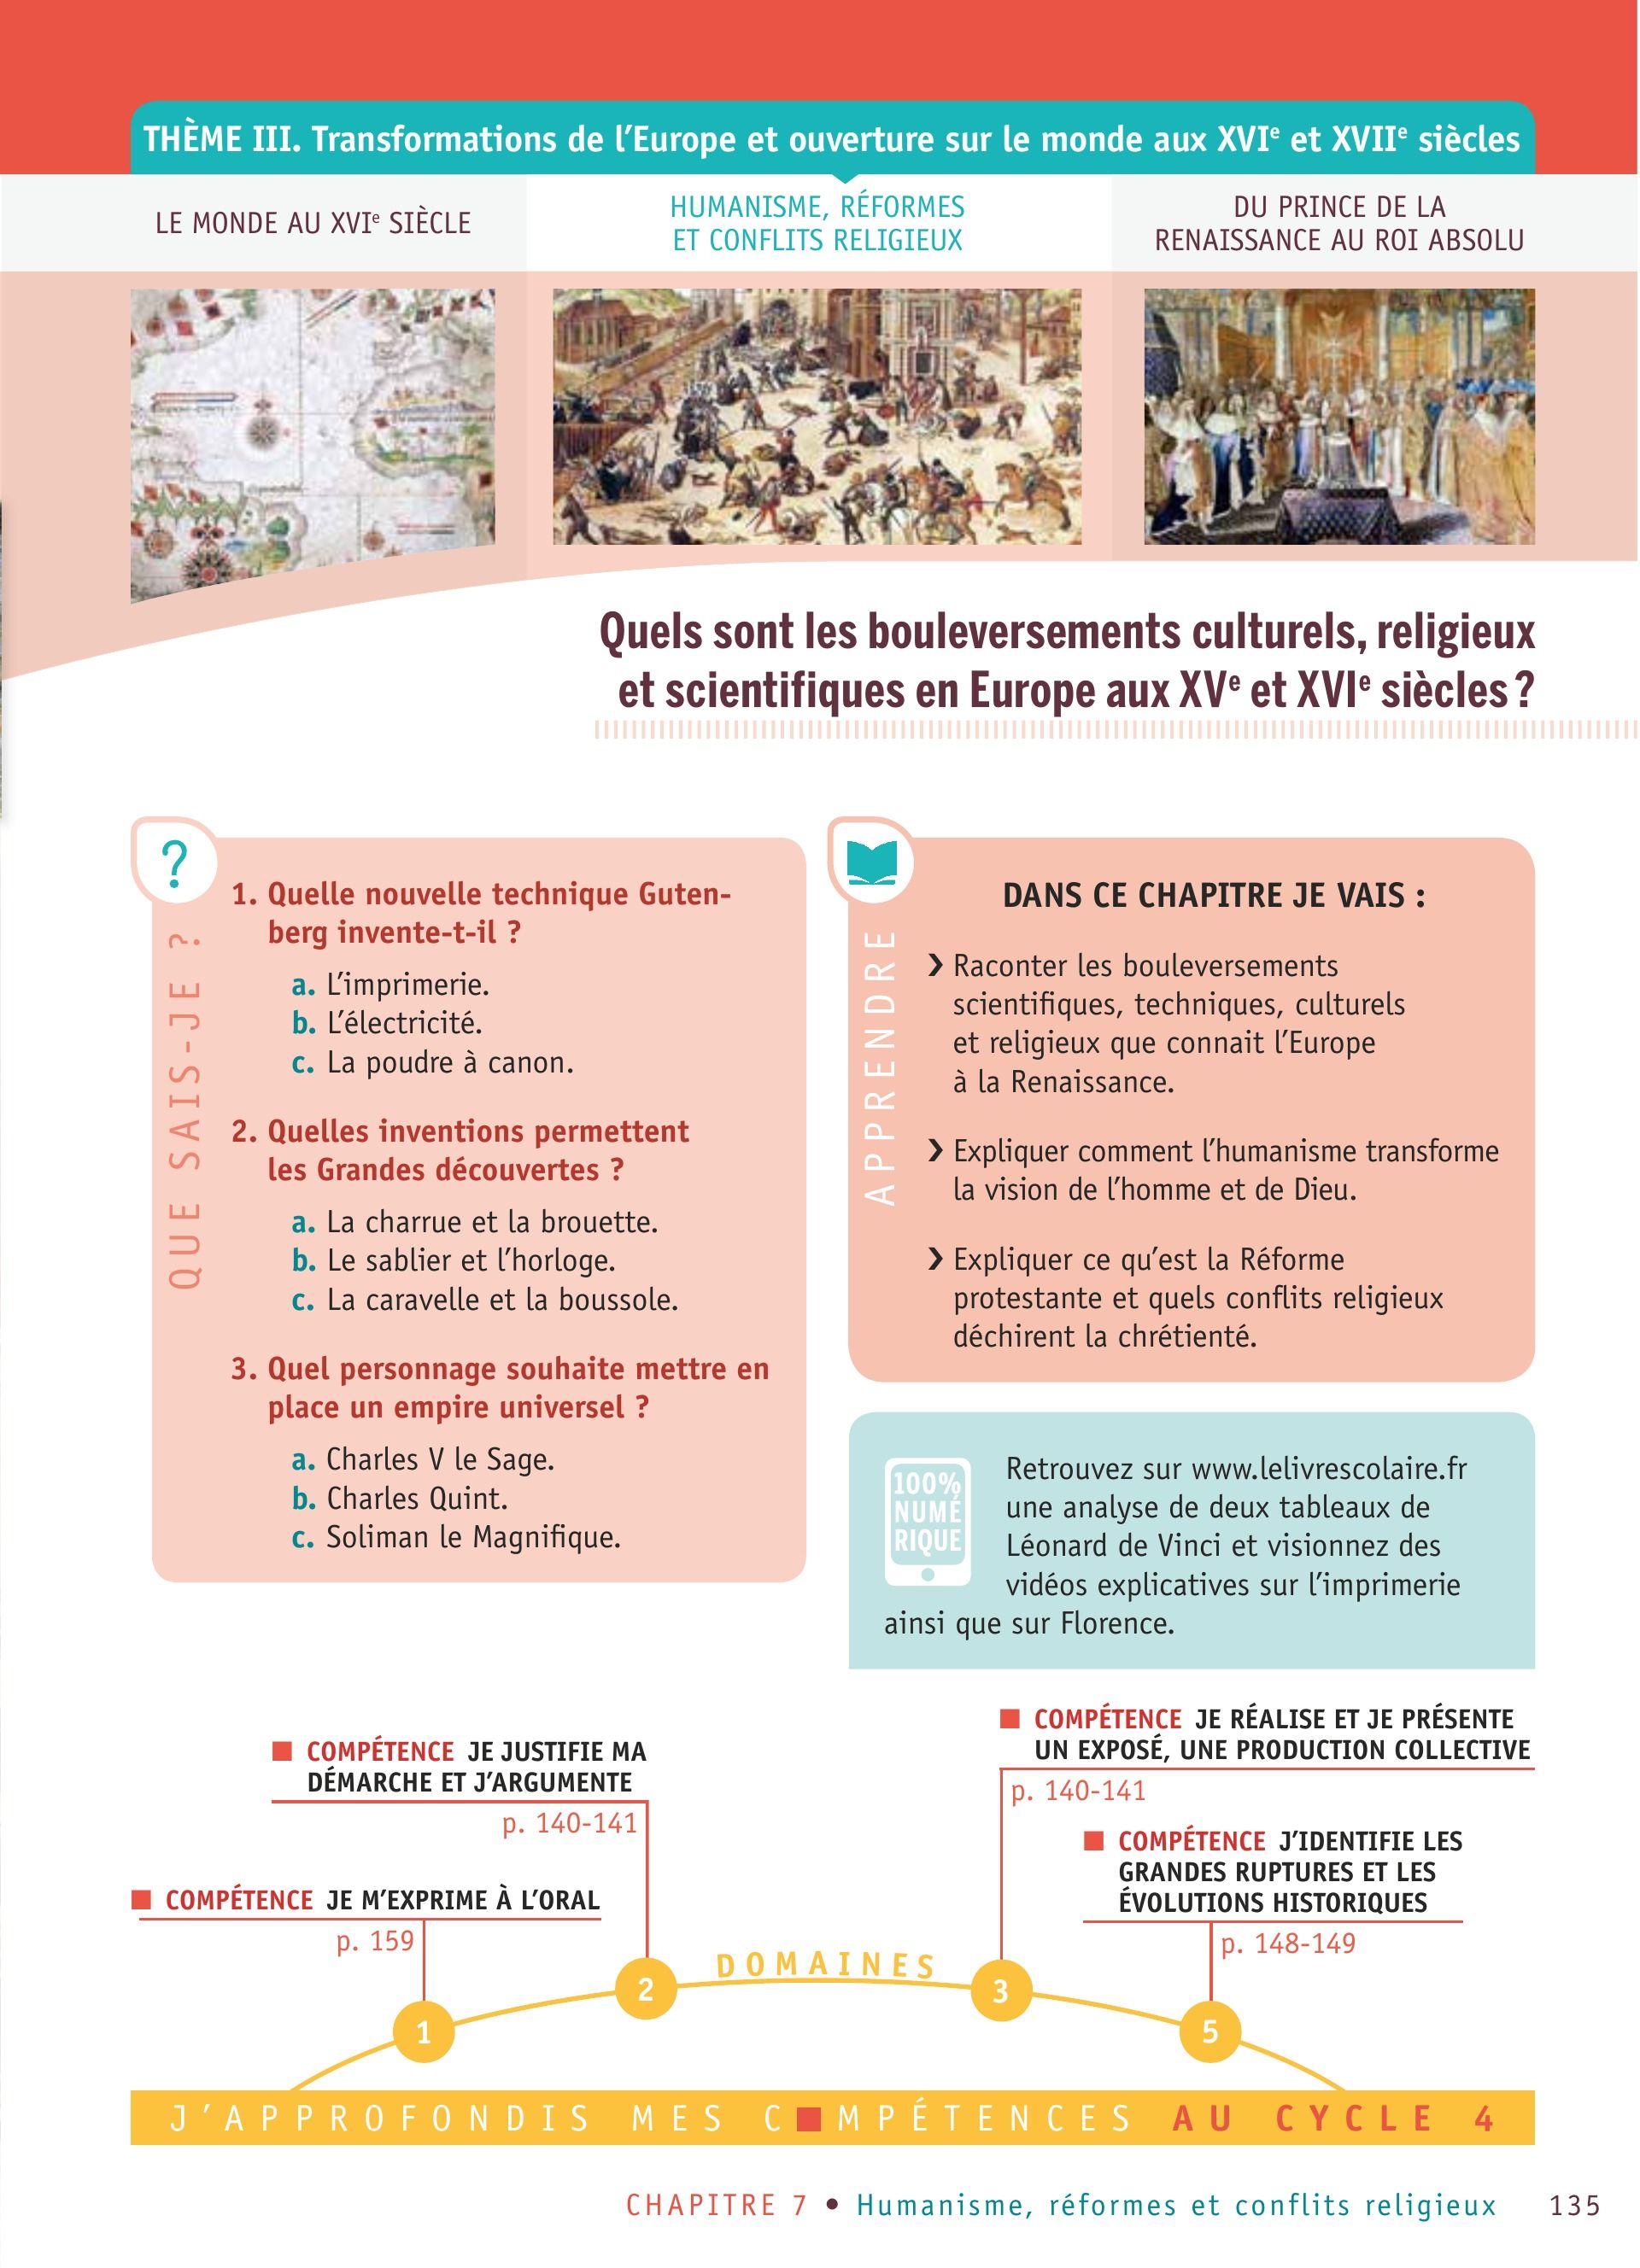 THÈME III. Transformations de l'Europe et ouverture sur le monde aux XVIe et XVIIe siècles
LE MONDE AU XVIe SIÈCLE
HUMANISME, RÉFORMES
ET CONFLITS RELIGIEUX
DU PRINCE DE LA
RENAISSANCE AU ROI ABSOLU
Quels sont les bouleversements culturels, religieux
et scientifiques en Europe aux XVe et XVIe siècles ?
?
QUE SAIS-JE ?
1. Quelle nouvelle technique Guten-
berg invente-t-il ?
a. L'imprimerie.
b. L'électricité.
c. La poudre à canon.
2. Quelles inventions permettent
les Grandes découvertes ?
a. La charrue et la brouette.
b. Le sablier et l'horloge.
c. La caravelle et la boussole.
3. Quel personnage souhaite mettre en
place un empire universel ?
a. Charles V le Sage.
b. Charles Quint.
c. Soliman le Magnifique.
APPRENDRE
DANS CE CHAPITRE JE VAIS :
❯ Raconter les bouleversements
scientifiques, techniques, culturels
et religieux que connait l'Europe
à la Renaissance.
❯ Expliquer comment l'humanisme transforme
la vision de l'homme et de Dieu.
❯ Expliquer ce qu'est la Réforme
protestante et quels conflits religieux
déchirent la chrétienté.
100%
NUMÉ
RIQUE
Retrouvez sur www.lelivrescolaire.fr
une analyse de deux tableaux de
Léonard de Vinci et visionnez des
vidéos explicatives sur l'imprimerie
ainsi que sur Florence.
COMPÉTENCE JE M'EXPRIME À L'ORAL
p. 159
COMPÉTENCE JE JUSTIFIE MA
DÉMARCHE ET J'ARGUMENTE
p. 140-141
COMPÉTENCE JE RÉALISE ET JE PRÉSENTE
UN EXPOSÉ, UNE PRODUCTION COLLECTIVE
p. 140-141
COMPÉTENCE J'IDENTIFIE LES
GRANDES RUPTURES ET LES
ÉVOLUTIONS HISTORIQUES
p. 148-149
DOMAINES
1
2
3
5
J'APPROFONDIS MES C■MPÉTENCES AU CYCLE 4
CHAPITRE 7 • Humanisme, réformes et conflits religieux 135